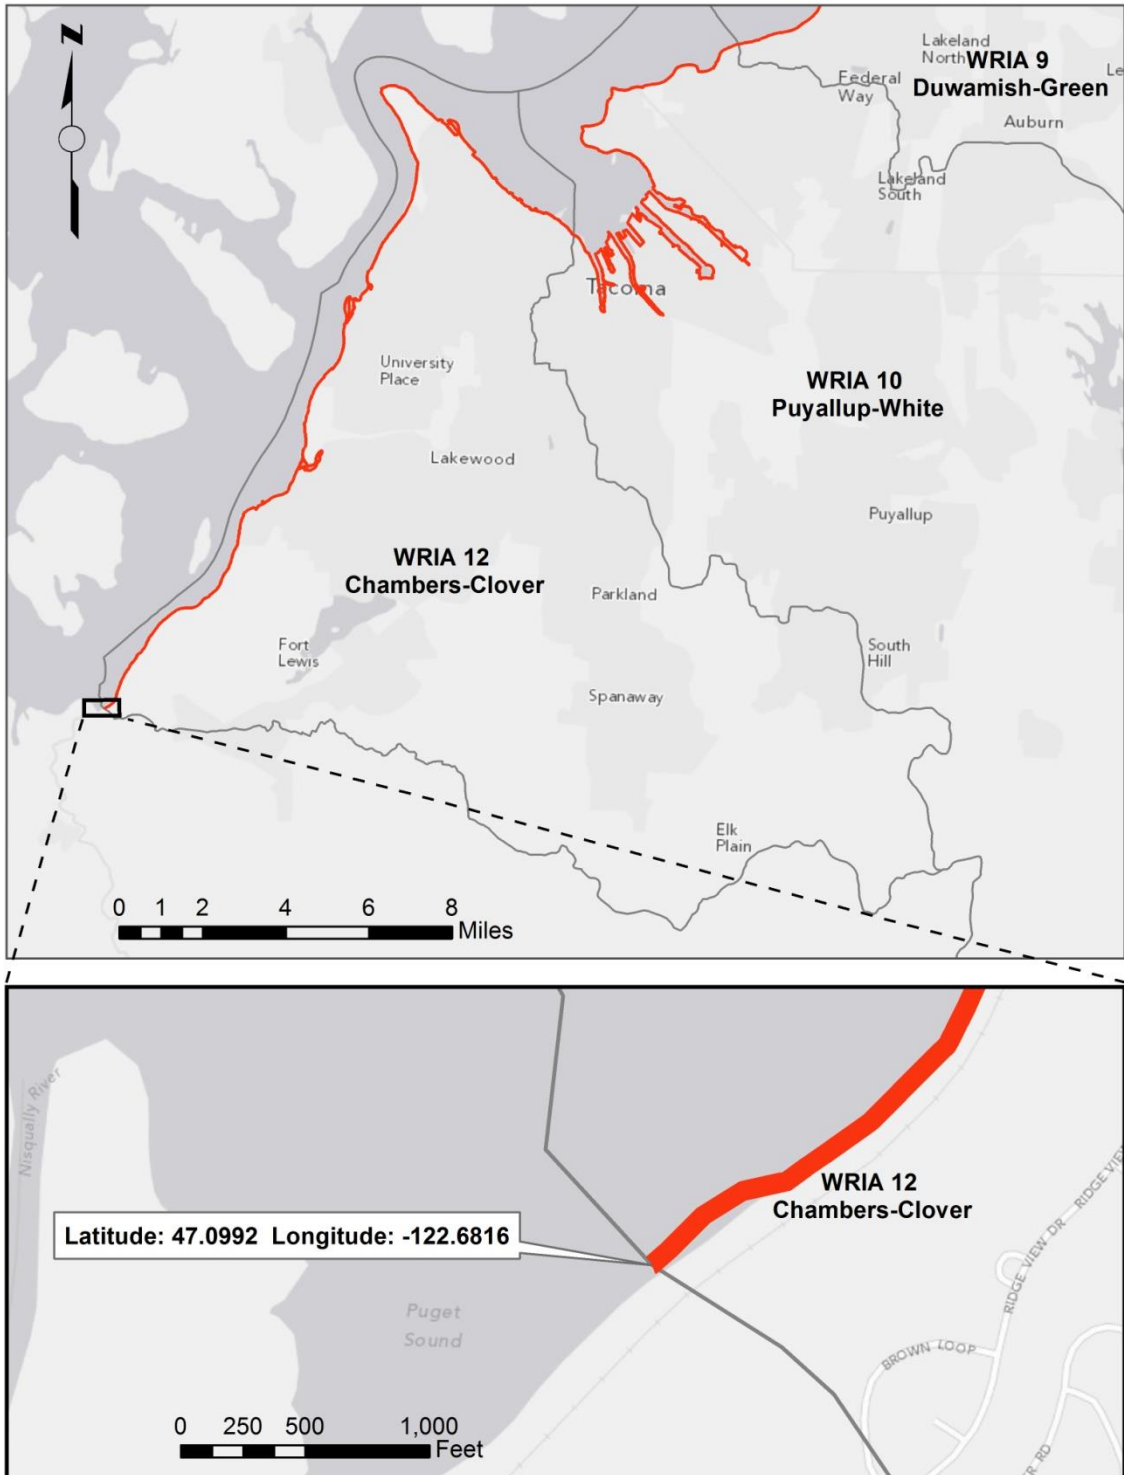 N
Lakeland
North
WRIA 9
Duwamish-Green
Le
Federal
Way
Auburn
Lakeland
South
Tacoma
University
Place
WRIA 10
Puyallup-White
Lakewood
Puyallup
WRIA 12
Chambers-Clover
Parkland
Fort
Lewis
South
Hill
Spanaway
Elk
Plain
0 1 2 4 6 8
Miles
Nisqually River
WRIA 12
Chambers-Clover
RIDGE VIEW DR
RIDGE VIEW
Latitude: 47.0992 Longitude: -122.6816
Puget
Sound
BROWN LOOP
0 250 500 1,000
Feet
ER RD